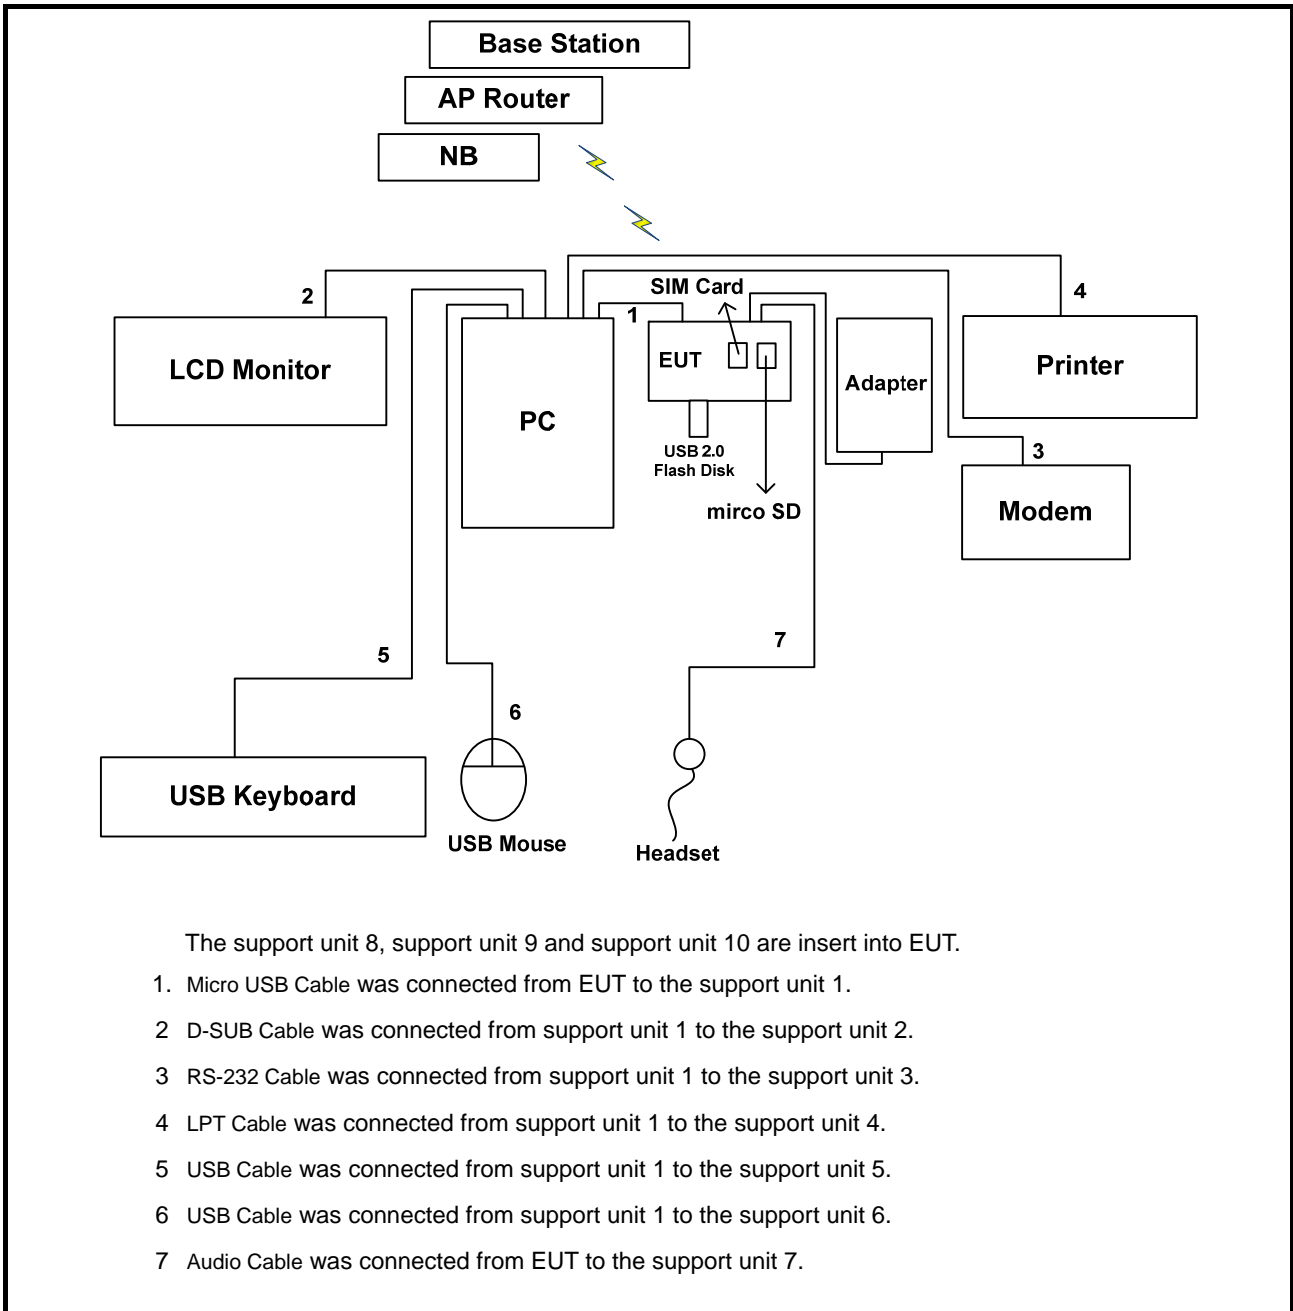 Base Station
AP Router
NB
2
SIM Card
4
1
LCD Monitor
EUT
Adapter
Printer
PC
USB 2.0
Flash Disk
3
mirco SD
Modem
7
5
6
USB Keyboard
USB Mouse
Headset
The support unit 8, support unit 9 and support unit 10 are insert into EUT.
1. Micro USB Cable was connected from EUT to the support unit 1.
2 D-SUB Cable was connected from support unit 1 to the support unit 2.
3 RS-232 Cable was connected from support unit 1 to the support unit 3.
4 LPT Cable was connected from support unit 1 to the support unit 4.
5 USB Cable was connected from support unit 1 to the support unit 5.
6 USB Cable was connected from support unit 1 to the support unit 6.
7 Audio Cable was connected from EUT to the support unit 7.